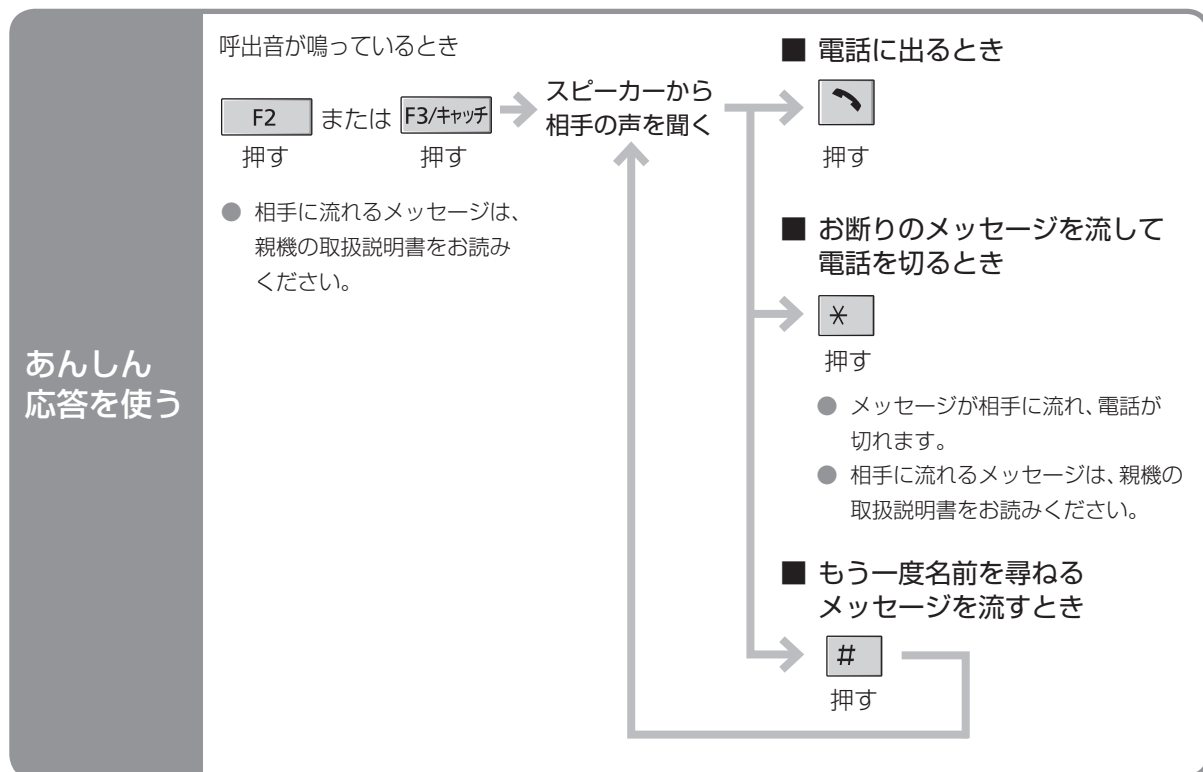 あんしん
応答を使う
呼出音が鳴っているとき
F2 または F3/キャッチ
押す 押す
● 相手に流れるメッセージは、
親機の取扱説明書をお読み
ください。
スピーカーから
相手の声を聞く
■ 電話に出るとき
押す
■ お断りのメッセージを流して
電話を切るとき
＊
押す
● メッセージが相手に流れ、電話が
切れます。
● 相手に流れるメッセージは、親機の
取扱説明書をお読みください。
■ もう一度名前を尋ねる
メッセージを流すとき
#
押す